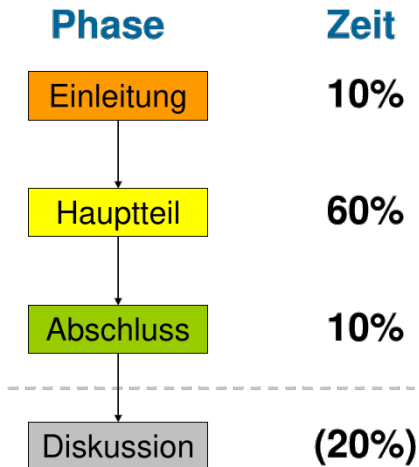 Phase Zeit
Einleitung 10%
Hauptteil 60%
Abschluss 10%
Diskussion (20%)